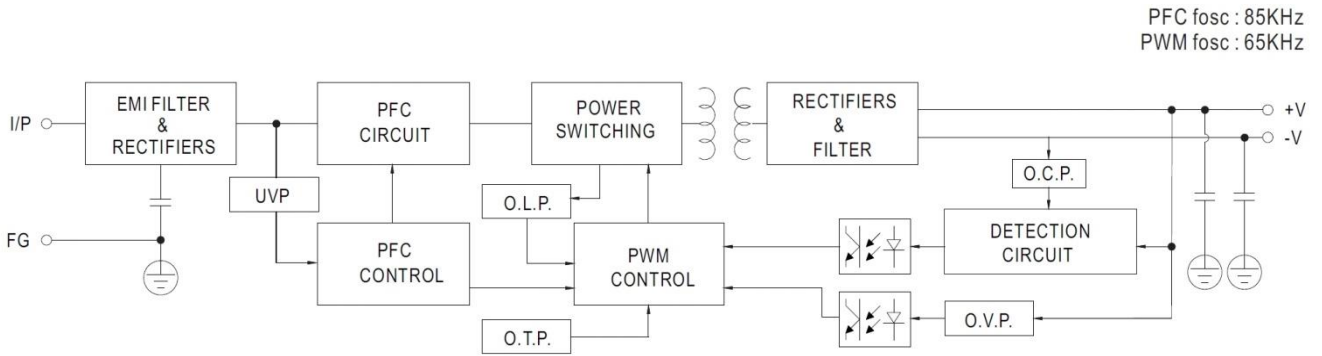 PFC fosc : 85KHz
PWM fosc : 65KHz
I/P
EMI FILTER
&
RECTIFIERS
PFC
CIRCUIT
POWER
SWITCHING
RECTIFIERS
&
FILTER
+V
-V
UVP
O.L.P.
O.C.P.
FG
PFC
CONTROL
PWM
CONTROL
DETECTION
CIRCUIT
O.T.P.
O.V.P.